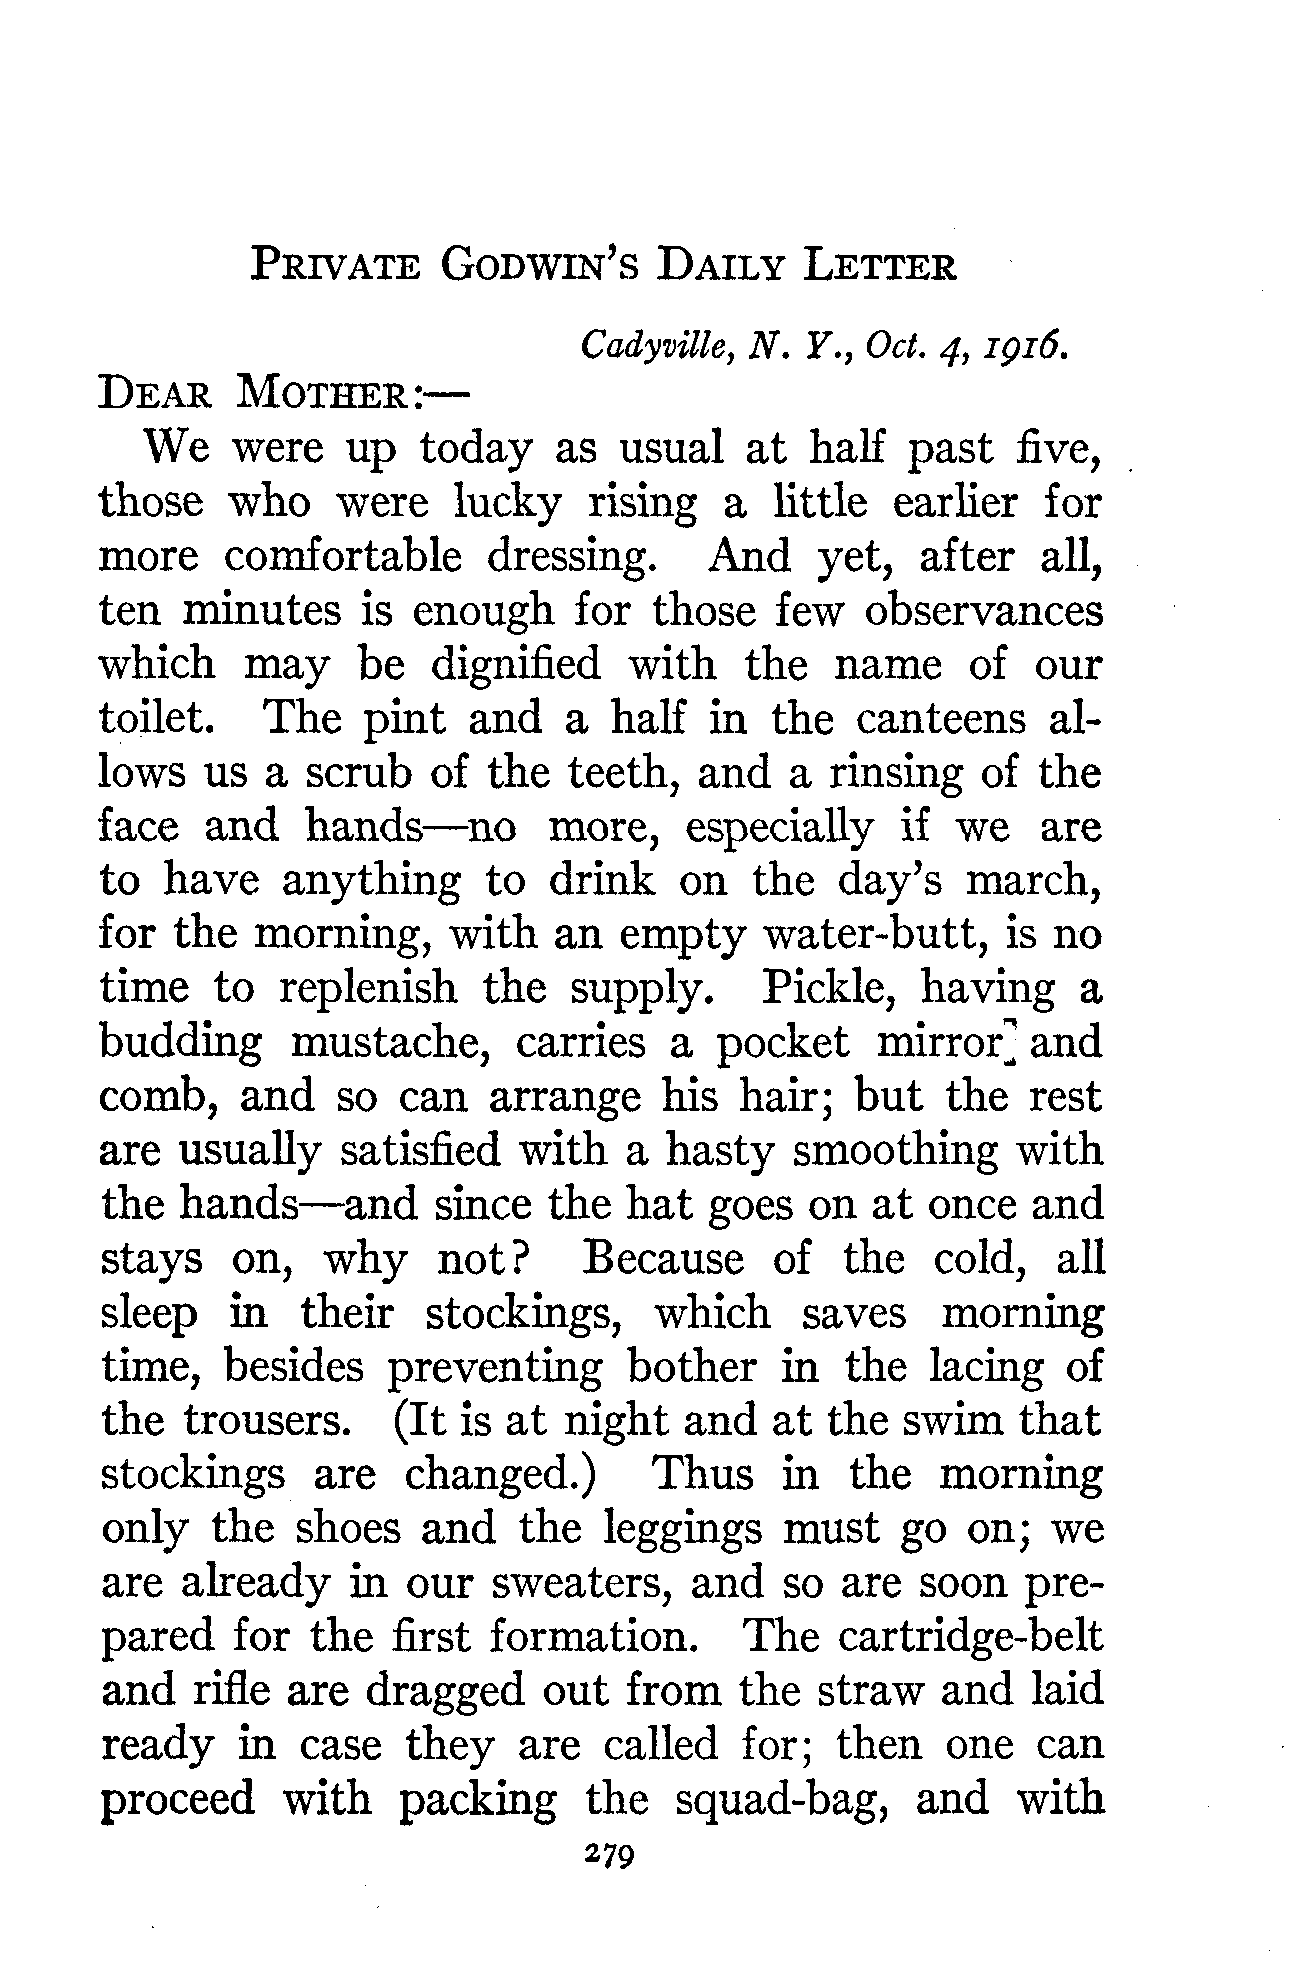 PRIVATE GODWIN'S DAILY LETTER
Cadyville, N. Y., Oct. 4, 1916.
DEAR MOTHER:—
We were up today as usual at half past five,
those who were lucky rising a little earlier for
more comfortable dressing. And yet, after all,
ten minutes is enough for those few observances
which may be dignified with the name of our
toilet. The pint and a half in the canteens al-
lows us a scrub of the teeth, and a rinsing of the
face and hands—no more, especially if we are
to have anything to drink on the day's march,
for the morning, with an empty water-butt, is no
time to replenish the supply. Pickle, having a
budding mustache, carries a pocket mirror and
comb, and so can arrange his hair; but the rest
are usually satisfied with a hasty smoothing with
the hands—and since the hat goes on at once and
stays on, why not? Because of the cold, all
sleep in their stockings, which saves morning
time, besides preventing bother in the lacing of
the trousers. (It is at night and at the swim that
stockings are changed.) Thus in the morning
only the shoes and the leggings must go on; we
are already in our sweaters, and so are soon pre-
pared for the first formation. The cartridge-belt
and rifle are dragged out from the straw and laid
ready in case they are called for; then one can
proceed with packing the squad-bag, and with
279